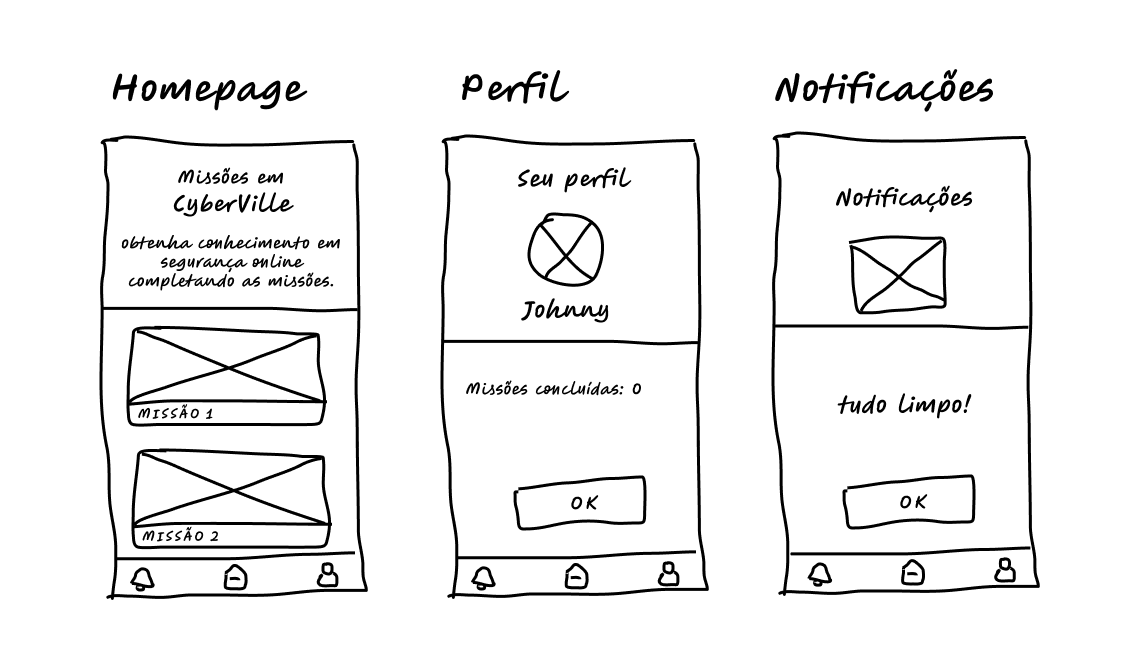 Homepage
Missões em
CyberVille
obtenha conhecimento em
segurança online
completando as missões.
MISSÃO 1
MISSÃO 2
Perfil
Seu perfil
Johnny
Missões concluídas: 0
OK
Notificações
Notificações
tudo limpo!
OK